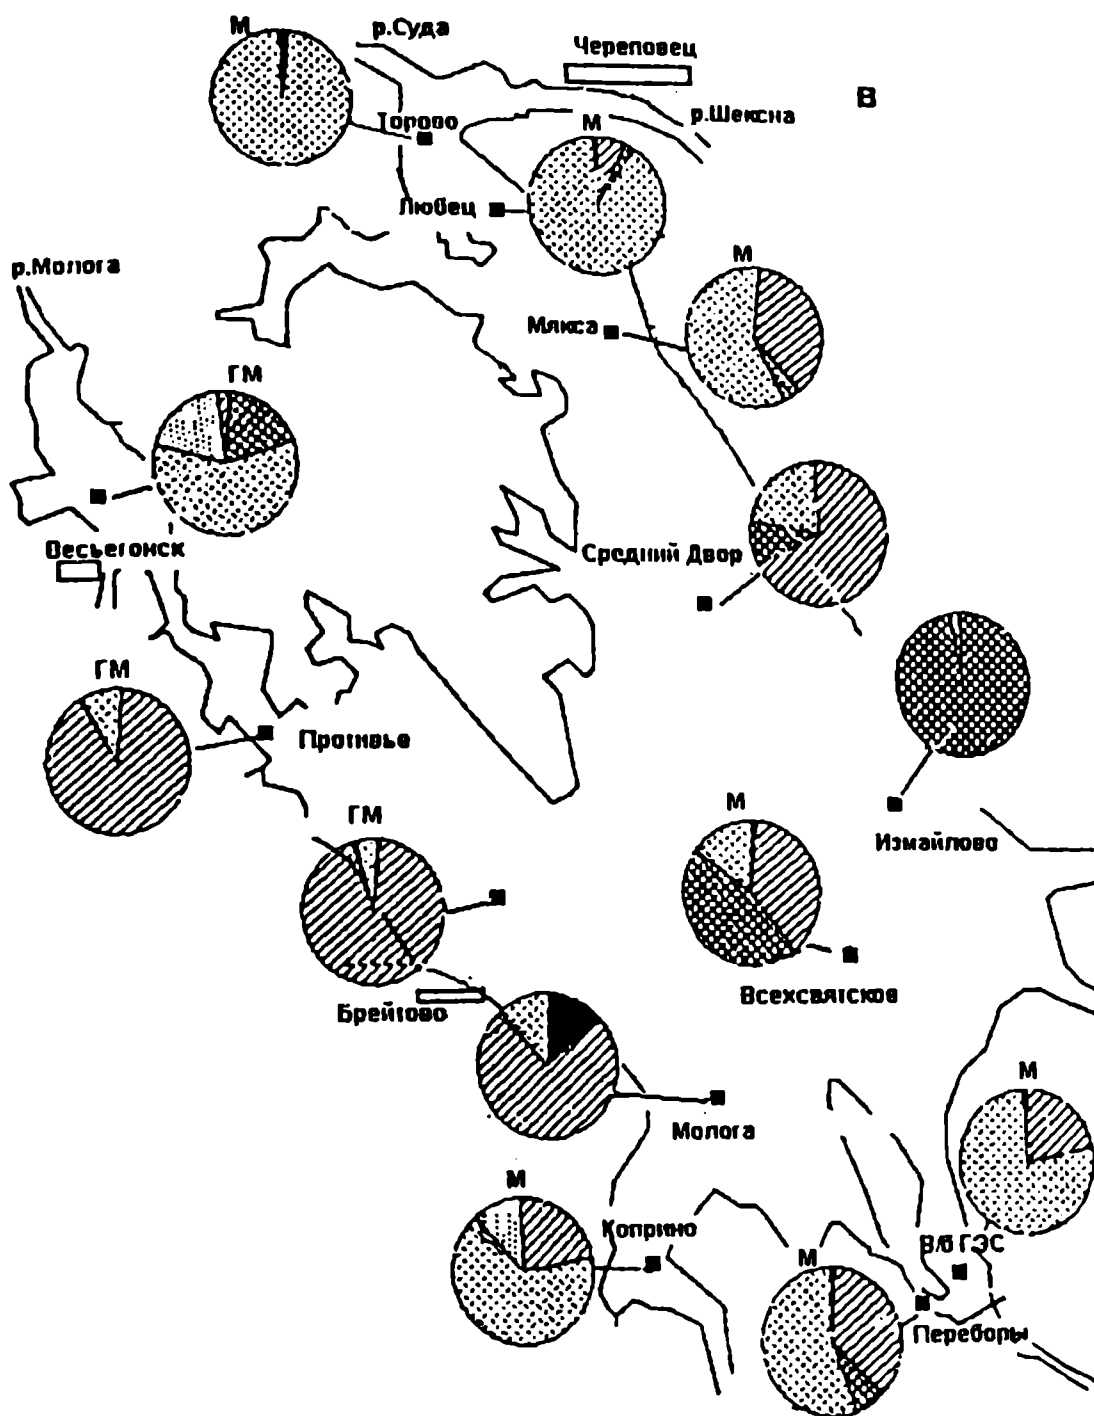 М
р.Суда
Череповец
В
р.Шексна
Торово
М
Любец
М
р.Молога
Мякса
ГМ
Средний Двор
Весьегонск
ГМ
Противье
М
Измайлово
ГМ
Всехсвятское
Брейтово
М
Молога
М
Коприно
В/б ГЭС
М
Переборы